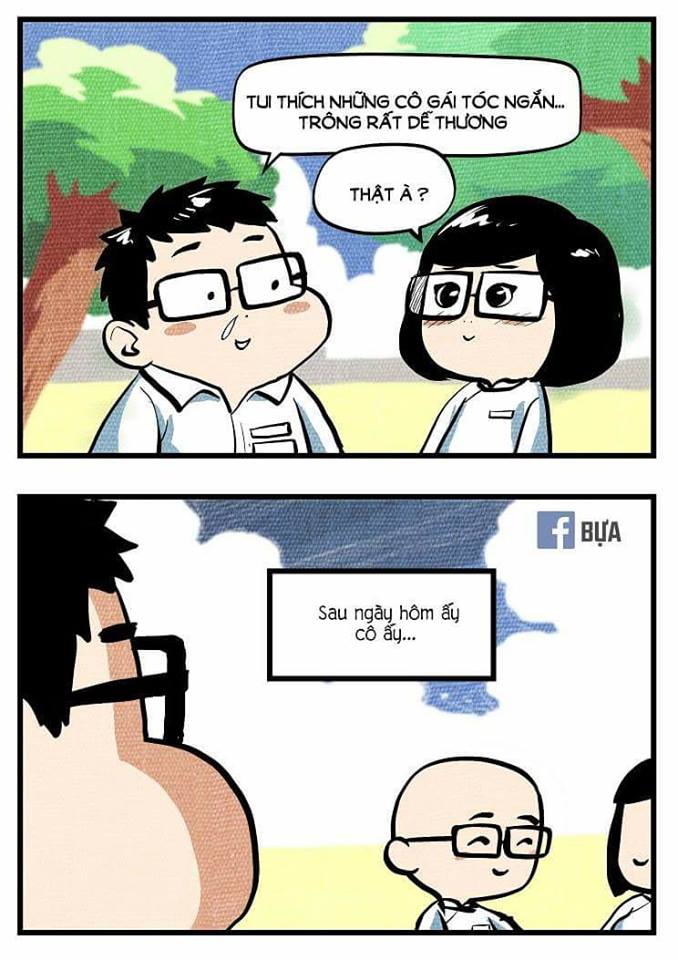 TUI THÍCH NHỮNG CÔ GÁI TÓC NGẮN...
TRÔNG RẤT DỄ THƯƠNG
THẬT À ?
f BỰA
Sau ngày hôm ấy
cô ấy...